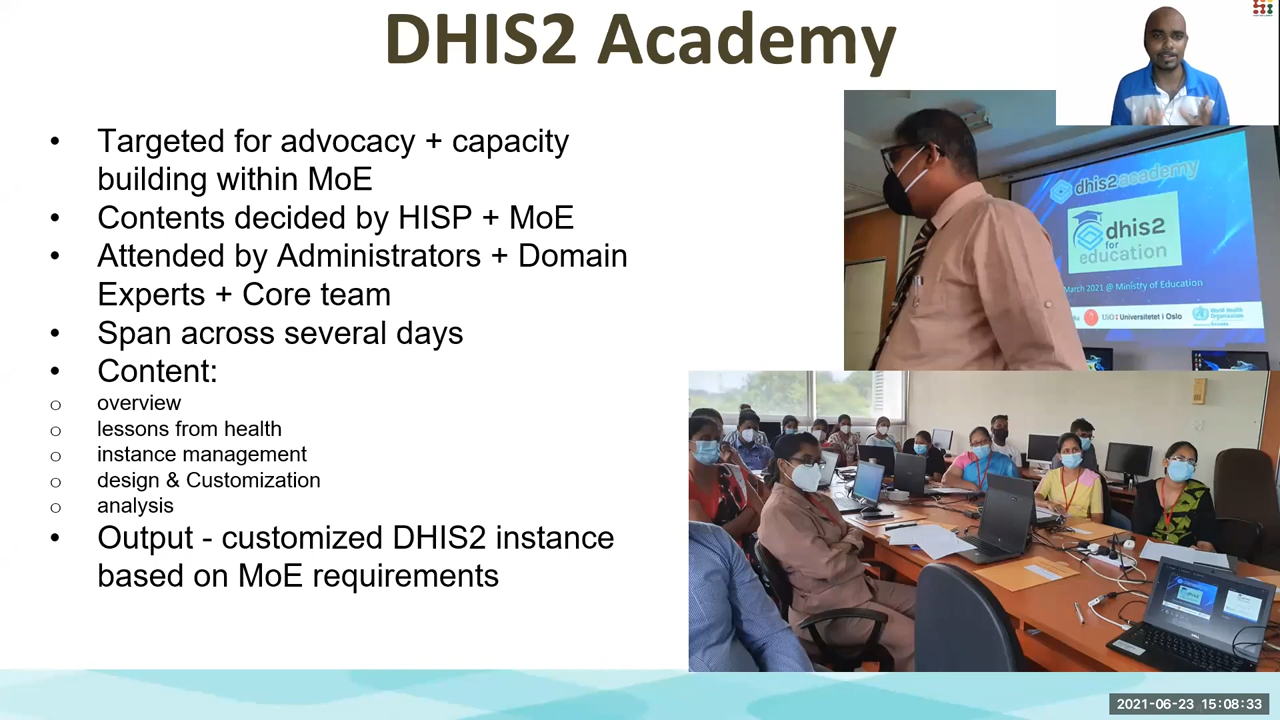 DHIS2 Academy
• Targeted for advocacy + capacity
building within MoE
• Contents decided by HISP + MoE
• Attended by Administrators + Domain
Experts + Core team
• Span across several days
• Content:
o overview
o lessons from health
o instance management
o design & Customization
o analysis
• Output - customized DHIS2 instance
based on MoE requirements
dhis2 academy
dhis2
for
education
March 2021 @ Ministry of Education
UiO: Universitetet i Oslo
World Health
Organization
2021-06-23 15:08:33